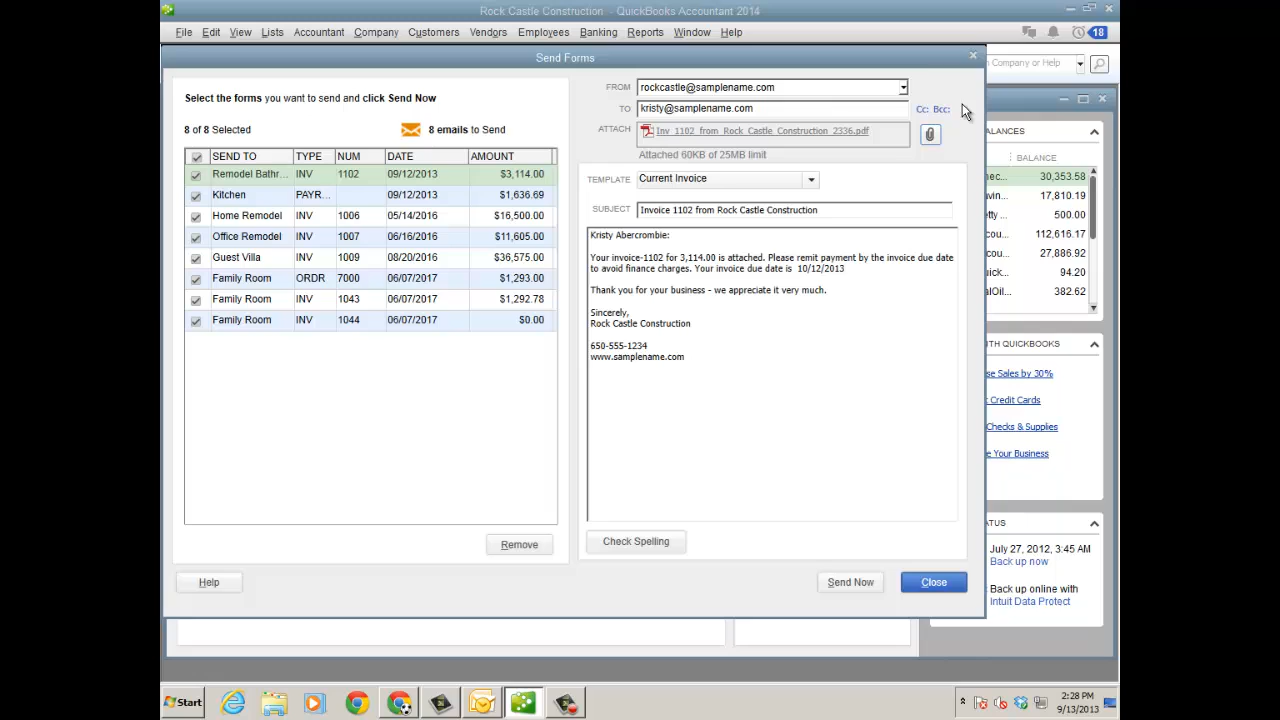 Rock Castle Construction - QuickBooks Accountant 2014
File Edit View Lists Accountant Company Customers Vendors Employees Banking Reports Window Help
18
Send Forms
Company or Help
Select the forms you want to send and click Send Now
8 of 8 Selected
8 emails to Send
SEND TO TYPE NUM DATE AMOUNT
Remodel Bathr... INV 1102 09/12/2013 $3,114.00
Kitchen PAYR... 09/12/2013 $1,636.69
Home Remodel INV 1006 05/14/2016 $16,500.00
Office Remodel INV 1007 06/16/2016 $11,605.00
Guest Villa INV 1009 08/20/2016 $36,575.00
Family Room ORDR 7000 06/07/2017 $1,293.00
Family Room INV 1043 06/07/2017 $1,292.78
Family Room INV 1044 06/07/2017 $0.00
Remove
Help
FROM rockcastle@samplename.com
TO kristy@samplename.com Cc: Bcc:
ATTACH Inv_1102_from_Rock_Castle_Construction_2336.pdf
Attached 60KB of 25MB limit
TEMPLATE Current Invoice
SUBJECT Invoice 1102 from Rock Castle Construction
Kristy Abercrombie:
Your invoice-1102 for 3,114.00 is attached. Please remit payment by the invoice due date
to avoid finance charges. Your invoice due date is 10/12/2013
Thank you for your business - we appreciate it very much.
Sincerely,
Rock Castle Construction
650-555-1234
www.samplename.com
Check Spelling
Send Now Close
ALANCES
BALANCE
ec... 30,353.58
avin... 17,810.19
etty ... 500.00
cou... 112,616.17
ccou... 27,886.92
uick... 94.20
alOil... 382.62
TH QUICKBOOKS
se Sales by 30%
t Credit Cards
Checks & Supplies
e Your Business
ATUS
July 27, 2012, 3:45 AM
Back up now
Back up online with
Intuit Data Protect
Start
2:28 PM
9/13/2013